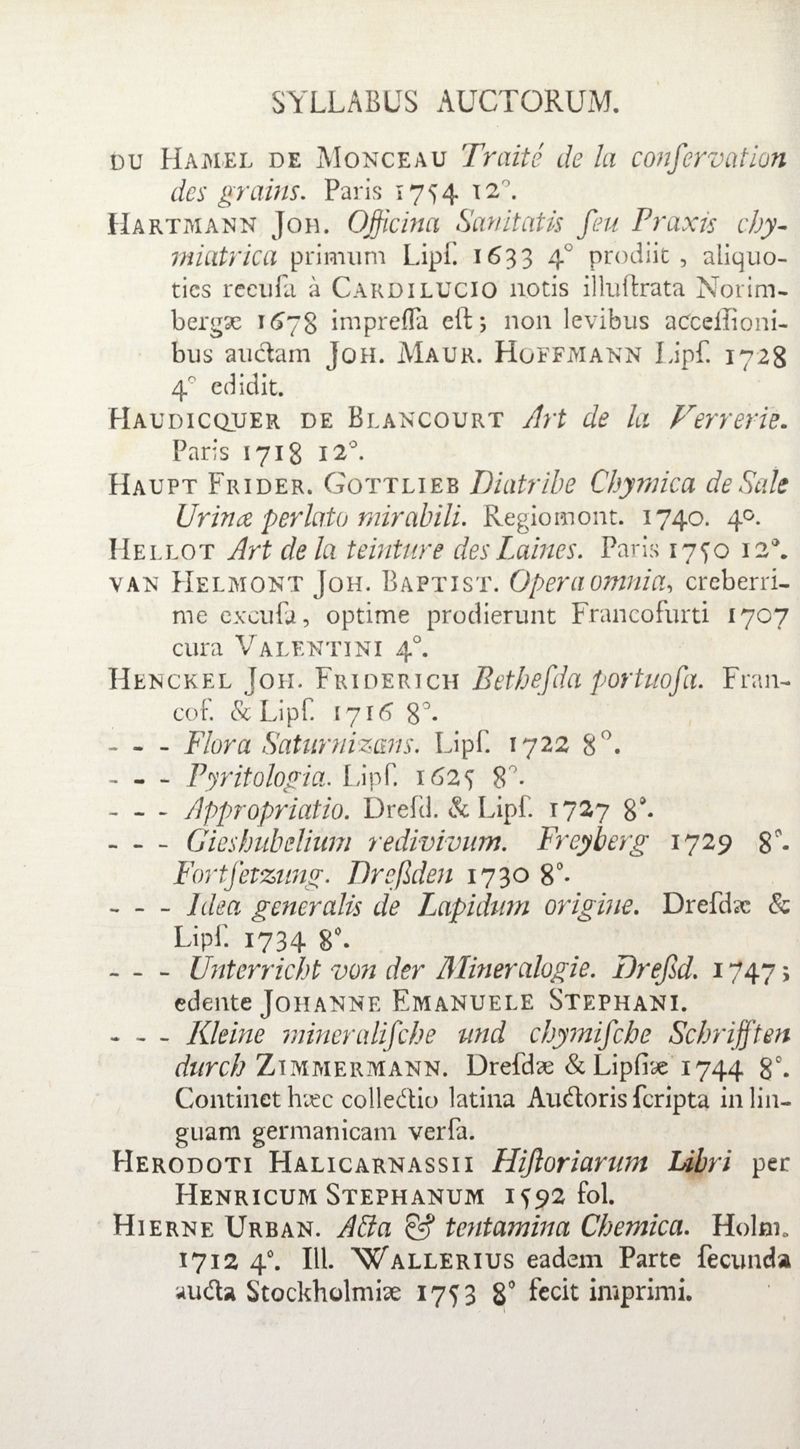 SYLLABUS AUCTORUM.
DU HAMEL DE MONCEAU Traité de la conſervation
des grains. Paris 1754 12°.
HARTMANN JOH. Officina Sanitatis ſeu Praxis chy-
miatrica primum Lipſ. 1633 4° prodiit, aliquo-
ties recuſa à CARDILUCIO notis illuſtrata Norim-
bergæ 1678 impreſſa eſt; non levibus acceſſioni-
bus auctam JOH. MAUR. HOFFMANN Lipſ. 1728
4° edidit.
HAUDICQUER DE BLANCOURT Art de la Verrerie.
Paris 1718 12°.
HAUPT FRIDER. GOTTLIEB Diatribe Chymica de Sale
Urinæ perlato mirabili. Regiomont. 1740. 4°.
HELLOT Art de la teinture des Laines. Paris 1750 12°.
VAN HELMONT JOH. BAPTIST. Opera omnia, creberri-
me excuſa, optime prodierunt Francofurti 1707
cura VALENTINI 4°.
HENCKEL JOH. FRIDERICH Betheſda portuoſa. Fran-
cof. & Lipſ. 1716 8°.
- - - Flora Saturnizans. Lipſ. 1722 8°.
- - - Pyritologia. Lipſ. 1625 8°.
- - - Appropriatio. Dreſd. & Lipſ. 1727 8°.
- - - Gieshubelium redivivum. Freyberg 1729 8°.
Fortſetzung. Dreßden 1730 8°.
- - - Idea generalis de Lapidum origine. Dreſdæ &
Lipſ. 1734 8°.
- - - Unterricht von der Mineralogie. Dreßd. 1747;
edente JOHANNE EMANUELE STEPHANI.
- - - Kleine mineraliſche und chymiſche Schrifften
durch ZIMMERMANN. Dreſdæ & Lipſiæ 1744 8°.
Continet hæc collectio latina Auctoris ſcripta in lin-
guam germanicam verſa.
HERODOTI HALICARNASSII Hiſtoriarum Libri per
HENRICUM STEPHANUM 1592 fol.
HIERNE URBAN. Acta & tentamina Chemica. Holm.
1712 4°. Ill. WALLERIUS eadem Parte ſecunda
aucta Stockholmiæ 1753 8° fecit imprimi.